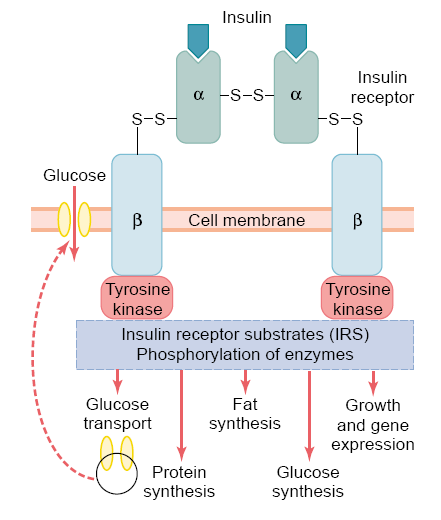 Insulin
α
–S–S–
α
Insulin
receptor
S–S–
–S–S
Glucose
β
Cell membrane
β
Tyrosine
kinase
Tyrosine
kinase
Insulin receptor substrates (IRS)
Phosphorylation of enzymes
Glucose
transport
Fat
synthesis
Growth
and gene
expression
Protein
synthesis
Glucose
synthesis